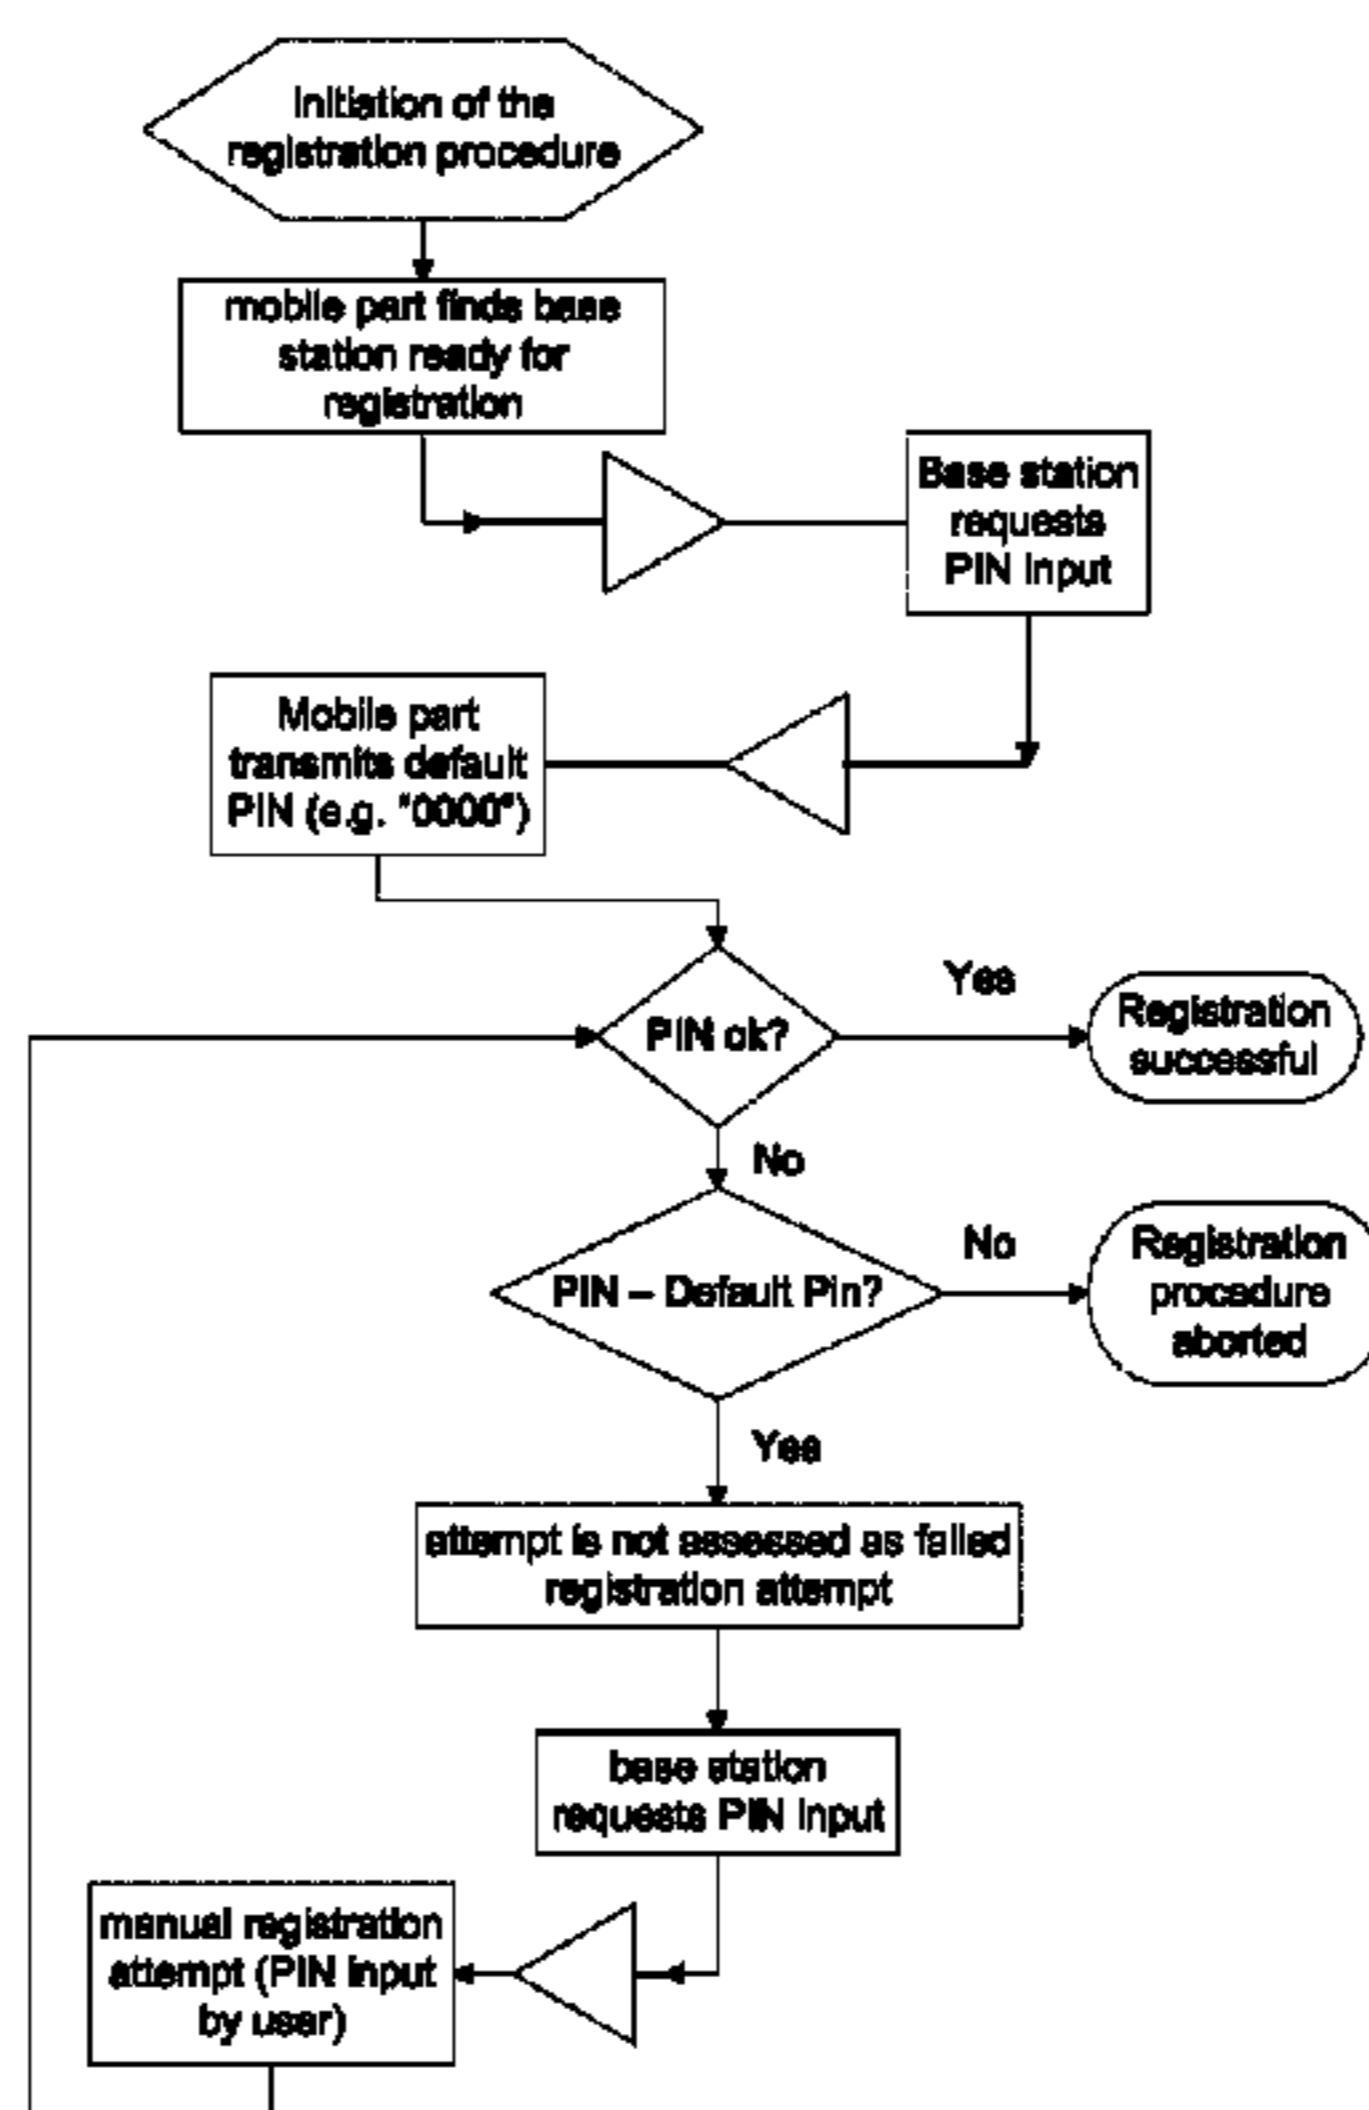 initiation of the
registration procedure
mobile part finds base
station ready for
registration
Base station
requests
PIN input
Mobile part
transmits default
PIN (e.g. "0000")
PIN ok?
Yes
Registration
successful
No
PIN – Default Pin?
No
Registration
procedure
aborted
Yes
attempt is not assessed as failed
registration attempt
base station
requests PIN input
manual registration
attempt (PIN input
by user)